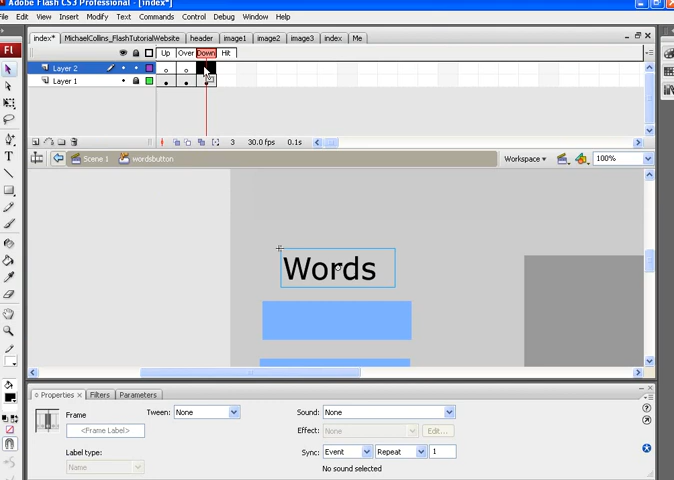 Adobe Flash CS3 Professional - [index*]
File Edit View Insert Modify Text Commands Control Debug Window Help
index* MichaelCollins_FlashTutorialWebsite header image1 image2 image3 index Me
Fl
Up Over Down Hit
Layer 2
Layer 1
3 30.0 fps 0.1s
Scene 1 wordsbutton Workspace 100%
Words
Properties × Filters Parameters
Frame Tween: None Sound: None
<Frame Label> Effect: None Edit...
Label type: Sync: Event Repeat 1
Name No sound selected